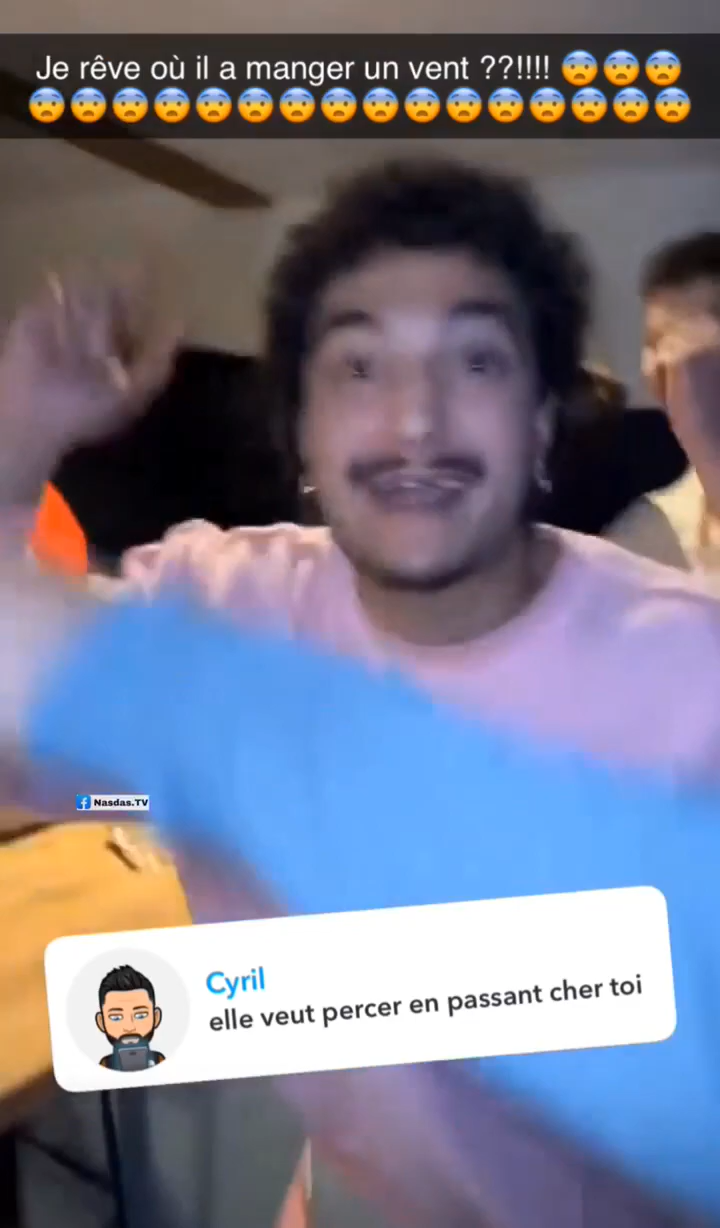 Je rêve où il a manger un vent ??!!!! 😨😨😨
😨😨😨😨😨😨😨😨😨😨😨😨😨😨😨😨
Nasdas.TV
Cyril
elle veut percer en passant cher toi